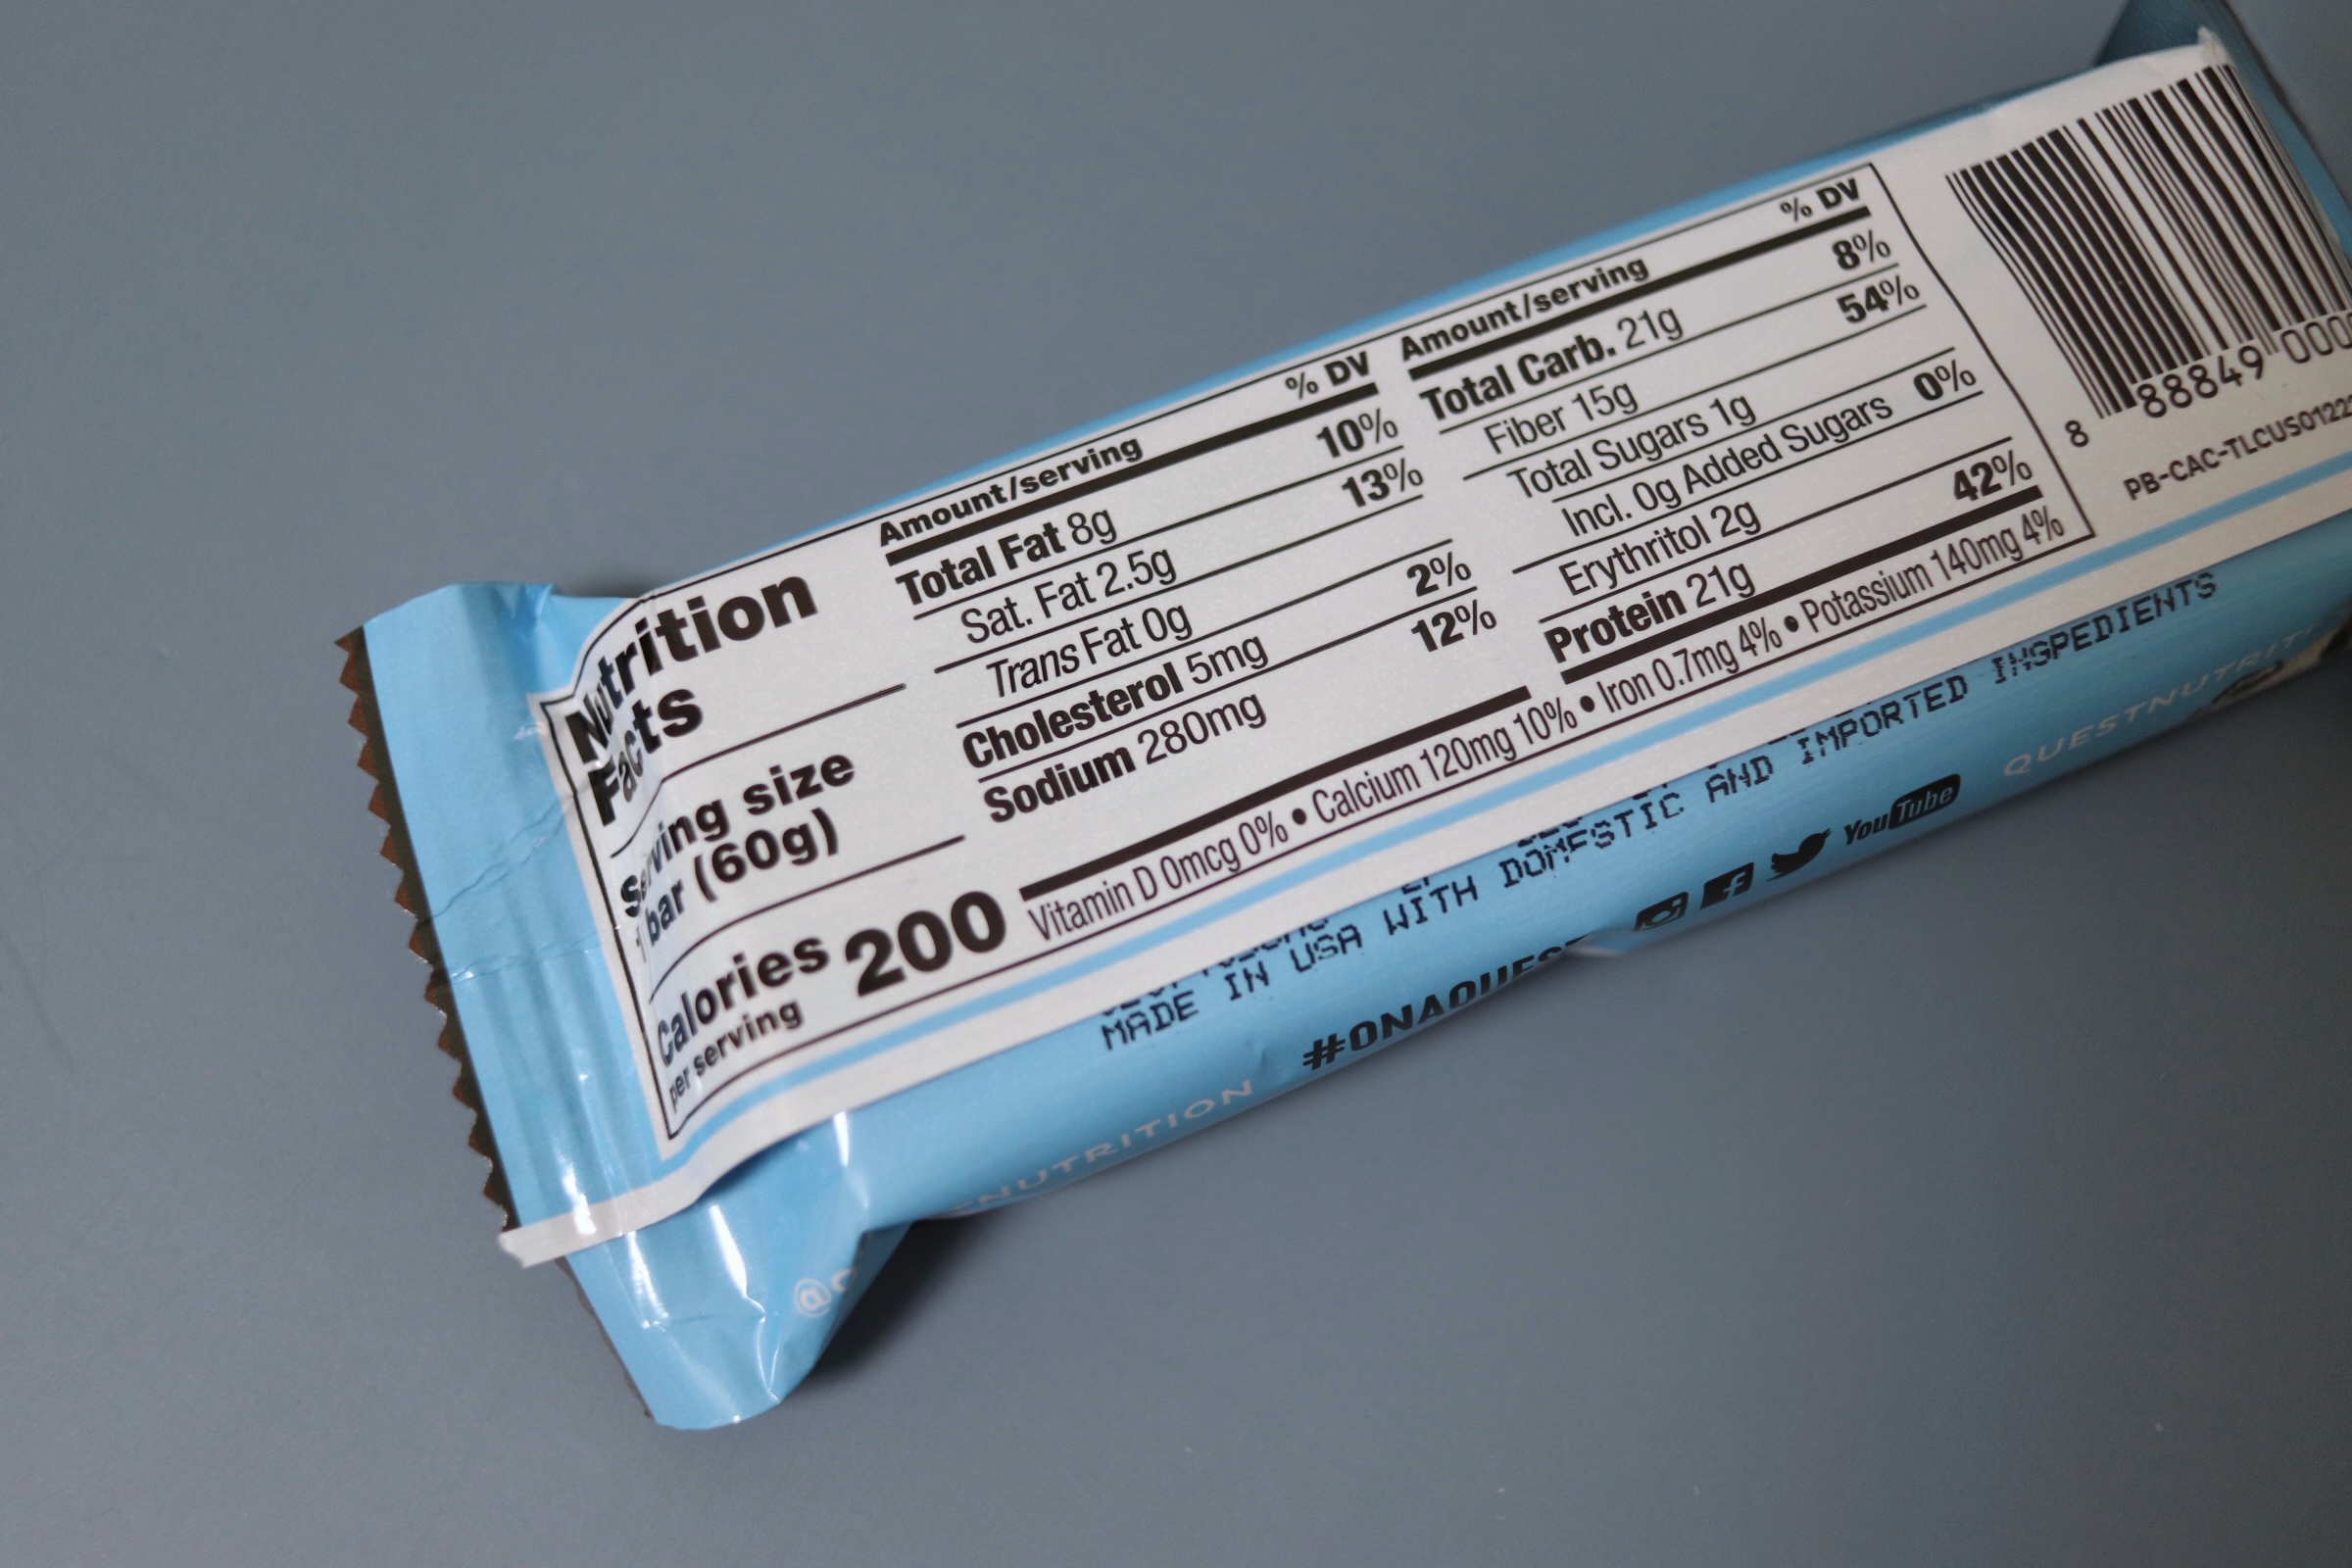 Nutrition
Facts
Serving size
1 bar (60g)
Calories 200
per serving
Amount/serving % DV
Total Fat 8g 10%
Sat. Fat 2.5g 13%
Trans Fat 0g
Cholesterol 5mg 2%
Sodium 280mg 12%
Amount/serving % DV
Total Carb. 21g 8%
Fiber 15g 54%
Total Sugars 1g
Incl. 0g Added Sugars 0%
Erythritol 2g
Protein 21g 42%
Vitamin D 0mcg 0% • Calcium 120mg 10% • Iron 0.7mg 4% • Potassium 140mg 4%
8 88849 000
PB-CAC-TLCUS0122
MADE IN USA WITH DOMESTIC AND IMPORTED INGREDIENTS
NUTRITION #ONAQUEST YouTube QUESTNUTRIT